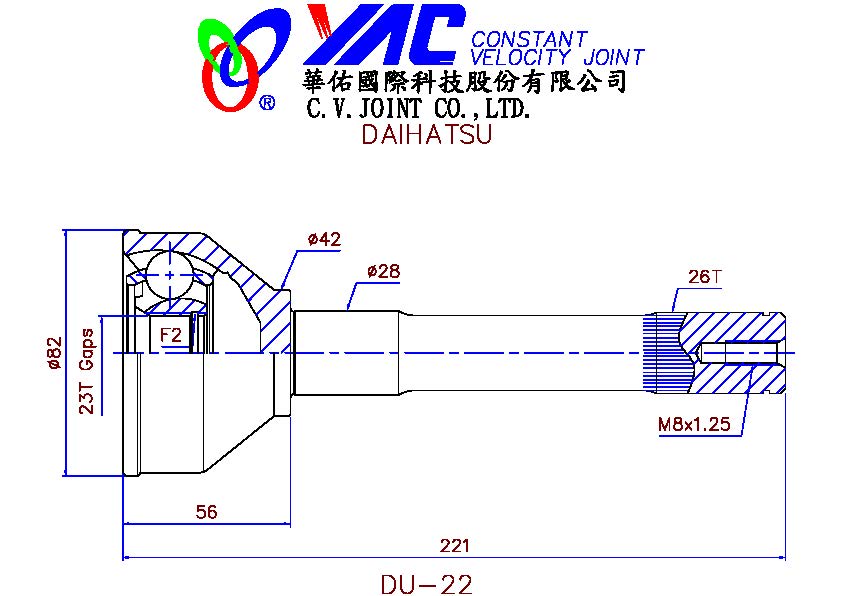 YAC CONSTANT
VELOCITY JOINT
華佑國際科技股份有限公司
®
C.V.JOINT CO.,LTD.
DAIHATSU
ø42
ø28
26T
F2
ø82
23T Gaps
M8x1.25
56
221
DU-22